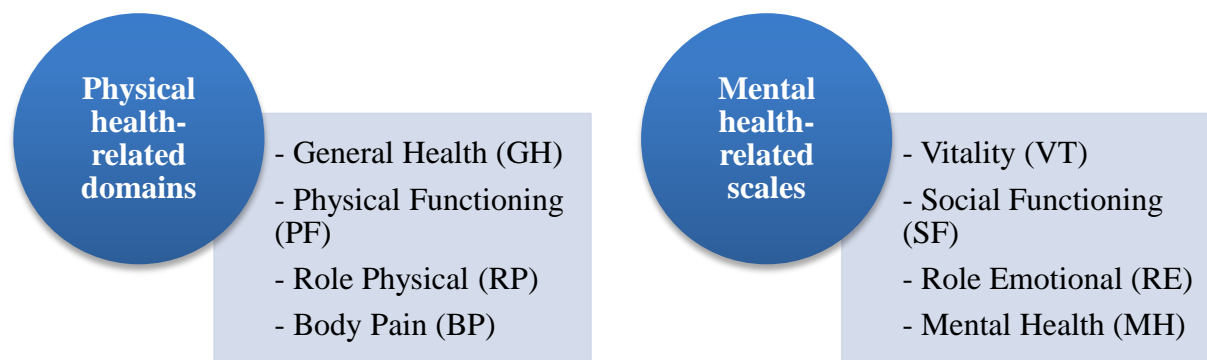 Physical
health-
related
domains
- General Health (GH)
- Physical Functioning
(PF)
- Role Physical (RP)
- Body Pain (BP)
Mental
health-
related
scales
- Vitality (VT)
- Social Functioning
(SF)
- Role Emotional (RE)
- Mental Health (MH)